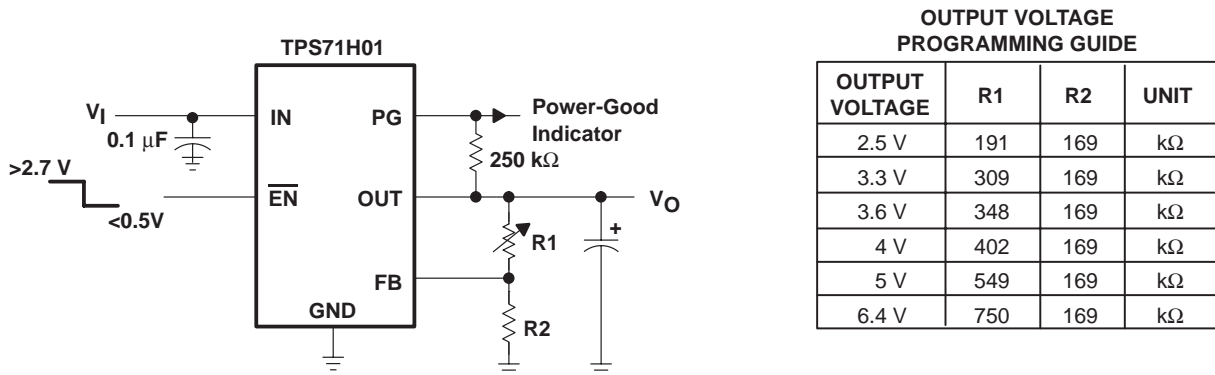 TPS71H01
VI
0.1 μF
IN
PG
Power-Good
Indicator
250 kΩ
>2.7 V
<0.5V
EN
OUT
VO
R1
+
FB
GND
R2
OUTPUT VOLTAGE
PROGRAMMING GUIDE
OUTPUT VOLTAGE R1 R2 UNIT
2.5 V 191 169 kΩ
3.3 V 309 169 kΩ
3.6 V 348 169 kΩ
4 V 402 169 kΩ
5 V 549 169 kΩ
6.4 V 750 169 kΩ